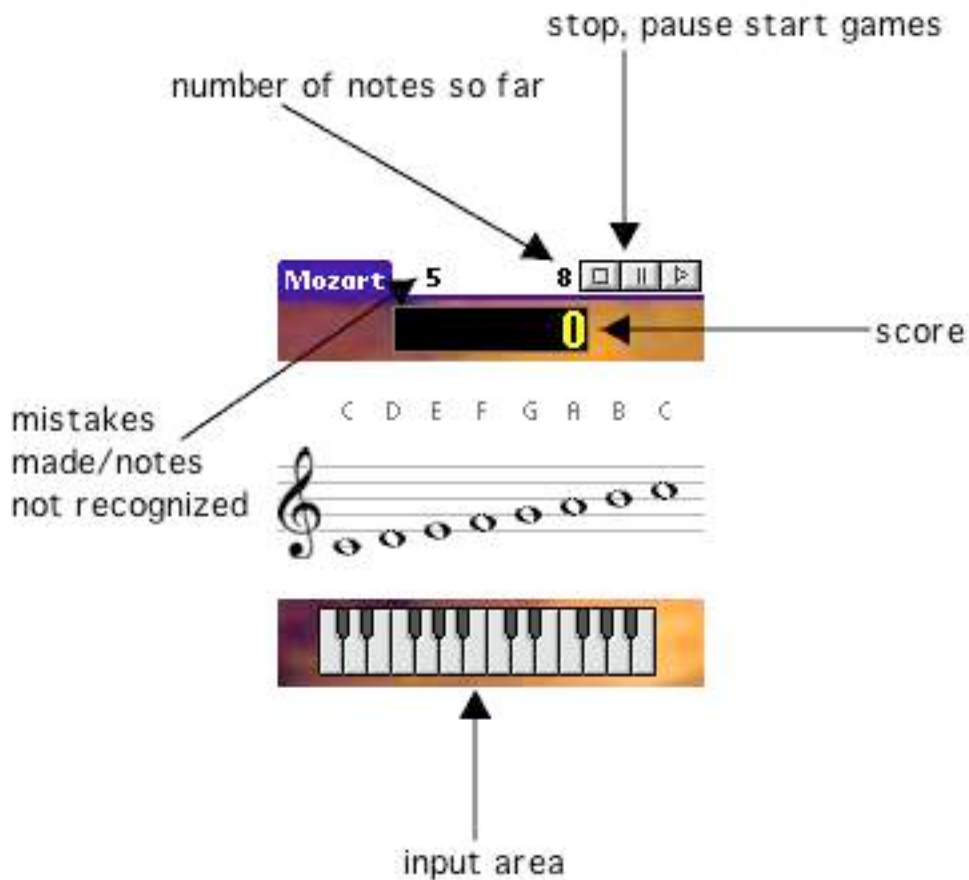 stop, pause start games
number of notes so far
Mozart 5 8
0
score
mistakes
made/notes
not recognized
C D E F G A B C
input area